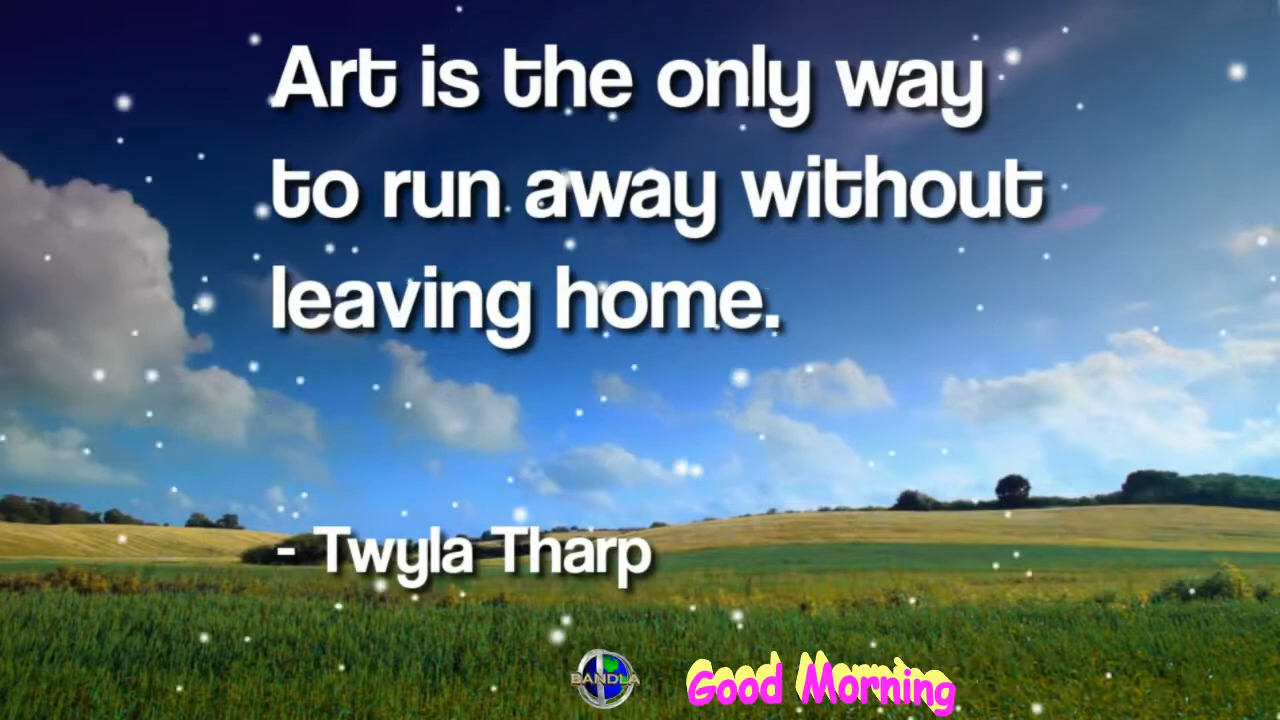 Art is the only way
to run away without
leaving home.
- Twyla Tharp
BANDLA
Good Morning